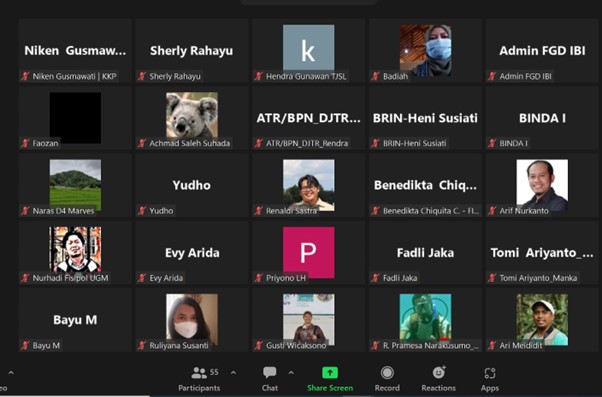 Niken Gusmaw...
Niken Gusmawati | KKP
Sherly Rahayu
Sherly Rahayu
k
Hendra Gunawan TJSL
Badiah
Admin FGD IBI
Admin FGD IBI
Faozan
Achmad Saleh Suhada
ATR/BPN_DJTR...
ATR/BPN_DJTR_Rendra
BRIN-Heni Susiati
BRIN-Heni Susiati
BINDA I
BINDA I
Naras D4 Marves
Yudho
Yudho
Renaldi Sastra
Benedikta Chiq...
Benedikta Chiquita C. - FI...
Arif Nurkanto
Nurhadi Fisipol UGM
Evy Arida
Evy Arida
P
Priyono LH
Fadli Jaka
Fadli Jaka
Tomi Ariyanto_...
Tomi Ariyanto_Manka
Bayu M
Bayu M
Ruliyana Susanti
Gusti Wicaksono
R. Pramesa Narakusumo_...
Ari Meididit
eo
Participants
55
Chat
Share Screen
Record
Reactions
Apps